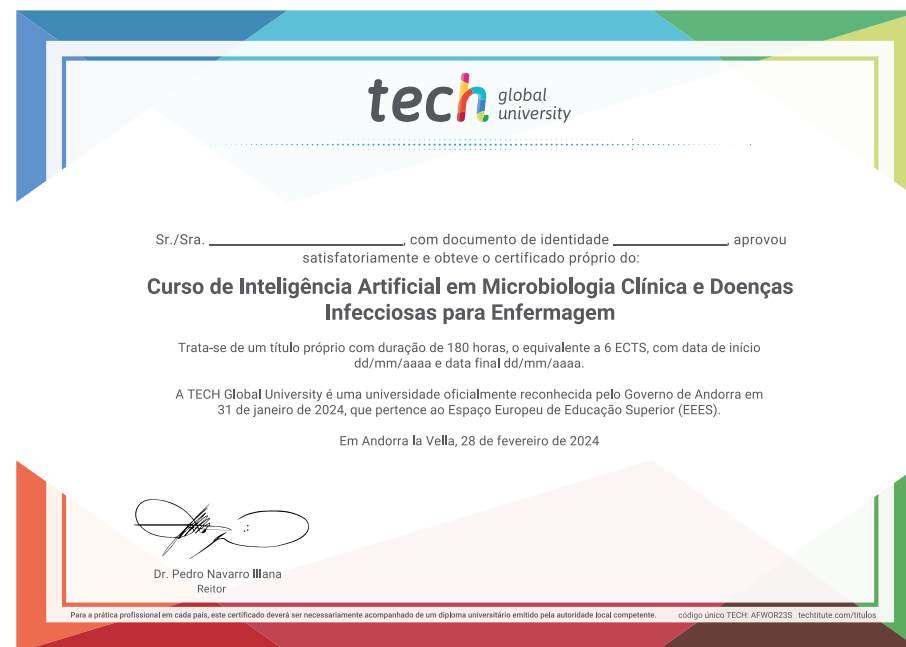 tech global university
Sr./Sra. ____________________, com documento de identidade ____________, aprovou
satisfatoriamente e obteve o certificado próprio do:
Curso de Inteligência Artificial em Microbiologia Clínica e Doenças
Infecciosas para Enfermagem
Trata-se de um título próprio com duração de 180 horas, o equivalente a 6 ECTS, com data de início
dd/mm/aaaa e data final dd/mm/aaaa.
A TECH Global University é uma universidade oficialmente reconhecida pelo Governo de Andorra em
31 de janeiro de 2024, que pertence ao Espaço Europeu de Educação Superior (EEES).
Em Andorra la Vella, 28 de fevereiro de 2024
Dr. Pedro Navarro Illana
Reitor
Para a prática profissional em cada país, este certificado deverá ser necessariamente acompanhado de um diploma universitário emitido pela autoridade local competente. código único TECH: AFWOR23S techtitute.com/titulos